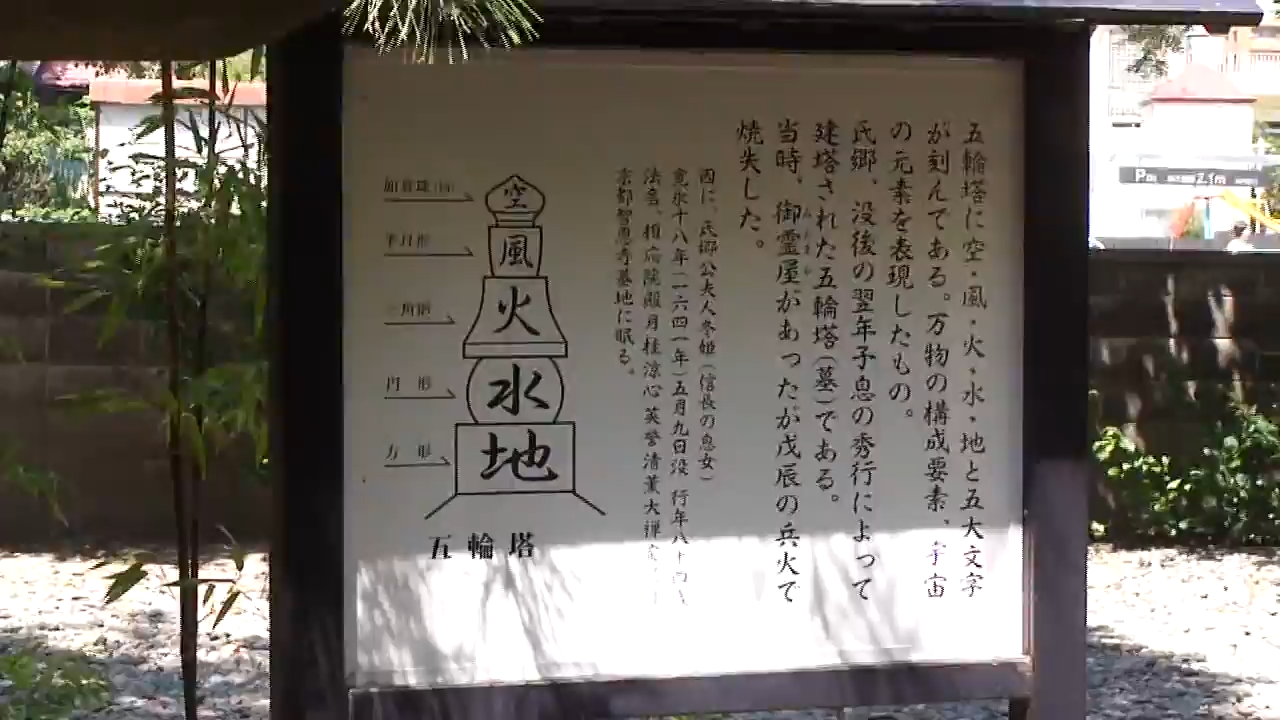 五輪塔に空・風・火・水・地と五大文字
が刻んである。万物の構成要素、宇宙
の元素を表現したもの。
氏郷、没後の翌年子息の秀行によって
建塔された五輪塔(墓)である。
当時、御霊屋があったが戊辰の兵火で
焼失した。
因に、氏郷公夫人冬姫(信長の息女)
寛永十八年(一六四一年)五月九日没 行年八十四
法名、相応院殿月桂涼心英誉清薫大禅定
京都智恩寺墓地に眠る。
空
風
火
水
地
半月形
三角形
円形
方形
五輪塔
2.1m